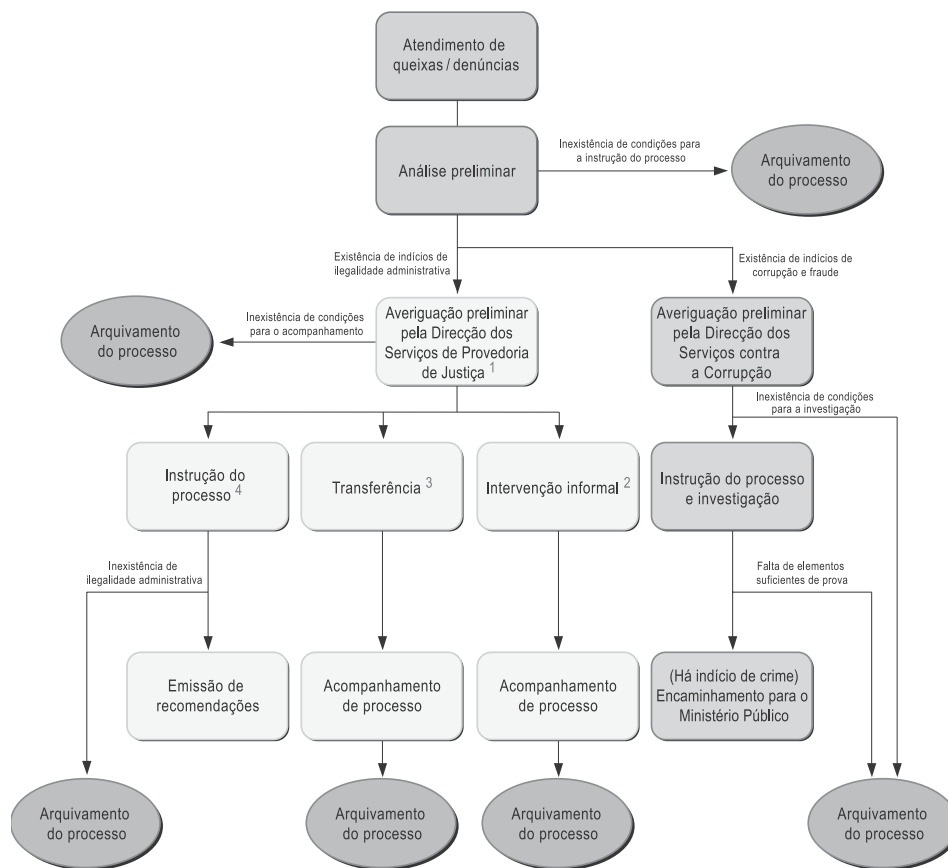 Atendimento de
queixas / denúncias
Análise preliminar
Inexistência de condições para
a instrução do processo
Arquivamento
do processo
Existência de indícios de
ilegalidade administrativa
Existência de indícios de
corrupção e fraude
Arquivamento
do processo
Inexistência de condições
para o acompanhamento
Averiguação preliminar
pela Direcção dos
Serviços de Provedoria
de Justiça 1
Averiguação preliminar
pela Direcção dos
Serviços contra
a Corrupção
Inexistência de condições
para a investigação
Instrução do
processo 4
Transferência 3
Intervenção informal 2
Instrução do processo
e investigação
Inexistência de
ilegalidade administrativa
Falta de elementos
suficientes de prova
Emissão de
recomendações
Acompanhamento
de processo
Acompanhamento
de processo
(Há indício de crime)
Encaminhamento para o
Ministério Público
Arquivamento
do processo
Arquivamento
do processo
Arquivamento
do processo
Arquivamento
do processo